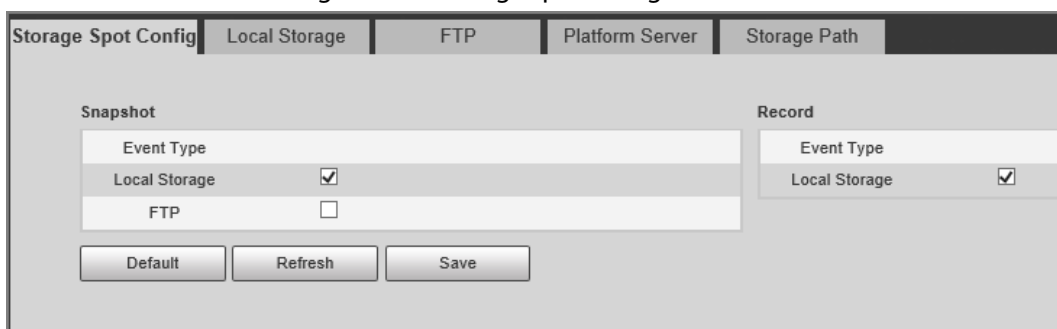 Storage Spot Config Local Storage FTP Platform Server Storage Path
Snapshot
Event Type
Local Storage
FTP
Default Refresh Save
Record
Event Type
Local Storage